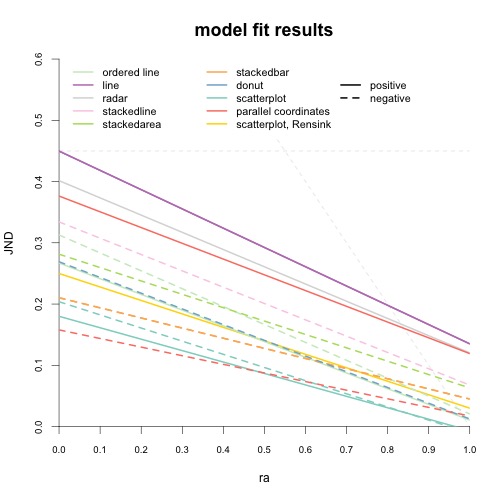 model fit results
ordered line
line
radar
stackedline
stackedarea
stackedbar
donut
scatterplot
parallel coordinates
scatterplot, Rensink
positive
negative
JND
0.6
0.5
0.4
0.3
0.2
0.1
0.0
0.0 0.1 0.2 0.3 0.4 0.5 0.6 0.7 0.8 0.9 1.0
ra